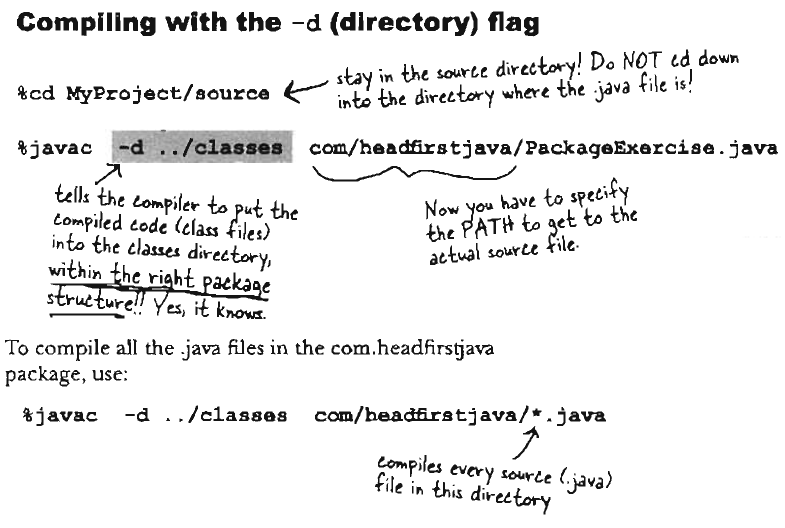 Compiling with the -d (directory) flag
%cd MyProject/source
stay in the source directory! Do NOT cd down
into the directory where the .java file is!
%javac -d ../classes com/headfirstjava/PackageExercise.java
tells the compiler to put the
compiled code (class files)
into the classes directory,
within the right package
structure!! Yes, it knows.
Now you have to specify
the PATH to get to the
actual source file.
To compile all the .java files in the com.headfirstjava
package, use:
%javac -d ../classes com/headfirstjava/*.java
compiles every source (.java)
file in this directory